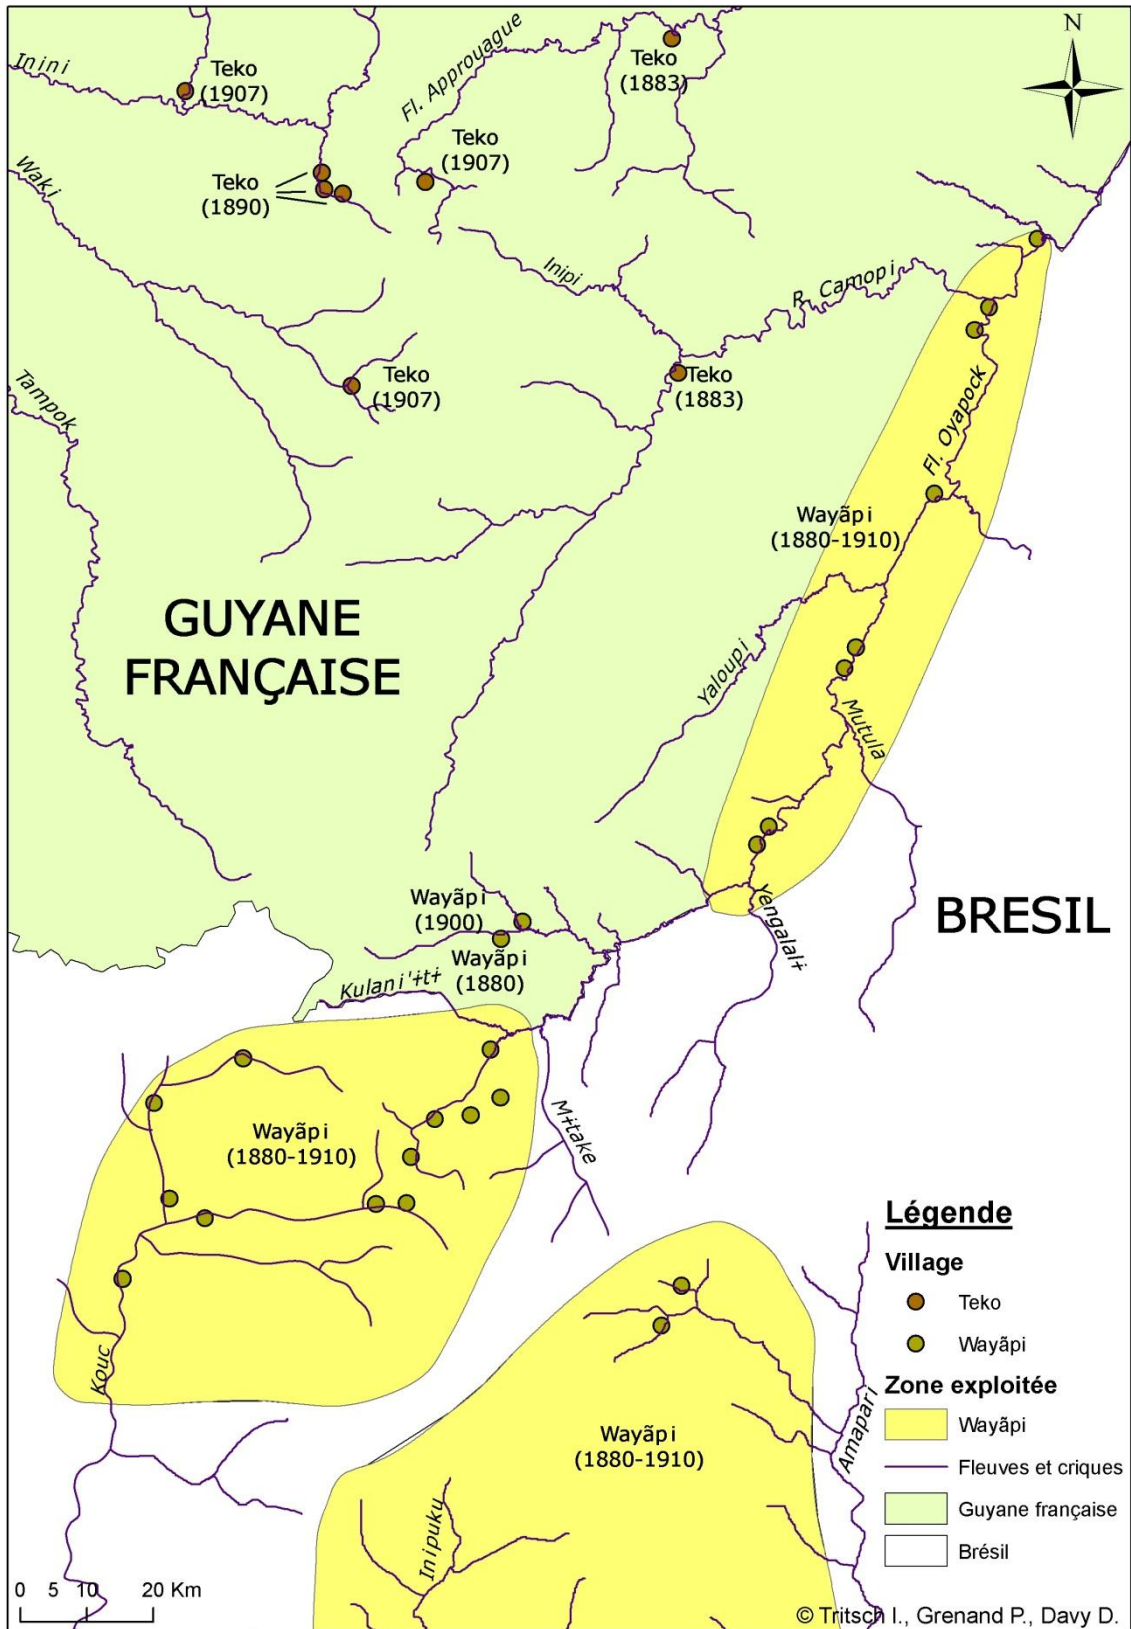 N
Inini
Teko
(1907)
Fl. Approuague
Teko
(1883)
Teko
(1907)
Waki
Teko
(1890)
Inipi
R. Camopi
Tampok
Teko
(1907)
Teko
(1883)
Fl. Oyapock
Wayãpi
(1880-1910)
GUYANE
FRANÇAISE
Yaloupi
Mutula
Wayãpi
(1900)
Wayãpi
(1880)
Yengalalɨ
BRESIL
Kulani'ɨtɨ
Mɨtake
Wayãpi
(1880-1910)
Kouc
Wayãpi
(1880-1910)
Inipuku
Amapari
Légende
Village
Teko
Wayãpi
Zone exploitée
Wayãpi
Fleuves et criques
Guyane française
Brésil
0 5 10 20 Km
© Tritsch I., Grenand P., Davy D.